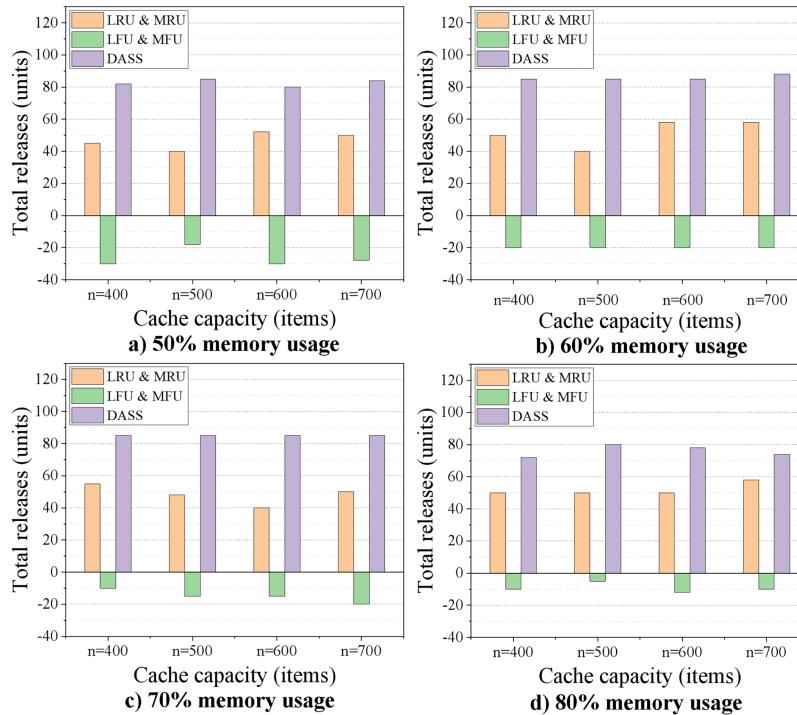 LRU & MRU
LFU & MFU
DASS
120
100
80
60
40
20
0
-20
-40
Total releases (units)
n=400 n=500 n=600 n=700
Cache capacity (items)
a) 50% memory usage
LRU & MRU
LFU & MFU
DASS
120
100
80
60
40
20
0
-20
-40
Total releases (units)
n=400 n=500 n=600 n=700
Cache capacity (items)
b) 60% memory usage
LRU & MRU
LFU & MFU
DASS
120
100
80
60
40
20
0
-20
-40
Total releases (units)
n=400 n=500 n=600 n=700
Cache capacity (items)
c) 70% memory usage
LRU & MRU
LFU & MFU
DASS
120
100
80
60
40
20
0
-20
-40
Total releases (units)
n=400 n=500 n=600 n=700
Cache capacity (items)
d) 80% memory usage